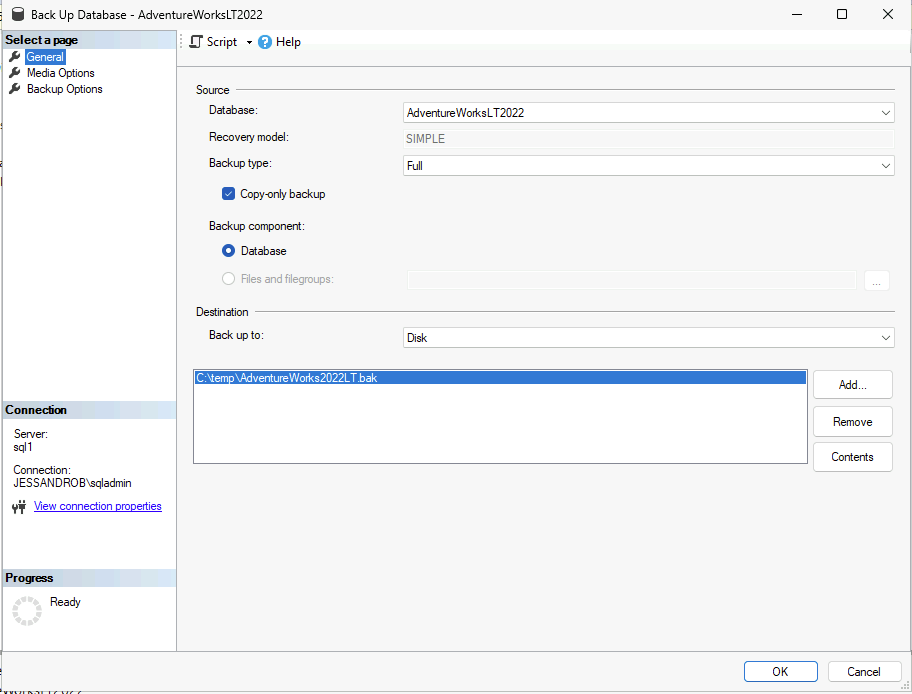 Back Up Database - AdventureWorksLT2022
Select a page
General
Media Options
Backup Options
Script
Help
Source
Database:
AdventureWorksLT2022
Recovery model:
SIMPLE
Backup type:
Full
Copy-only backup
Backup component:
Database
Files and filegroups:
...
Destination
Back up to:
Disk
C:\temp\AdventureWorks2022LT.bak
Add...
Remove
Contents
Connection
Server:
sql1
Connection:
JESSANDROB\sqladmin
View connection properties
Progress
Ready
OK
Cancel